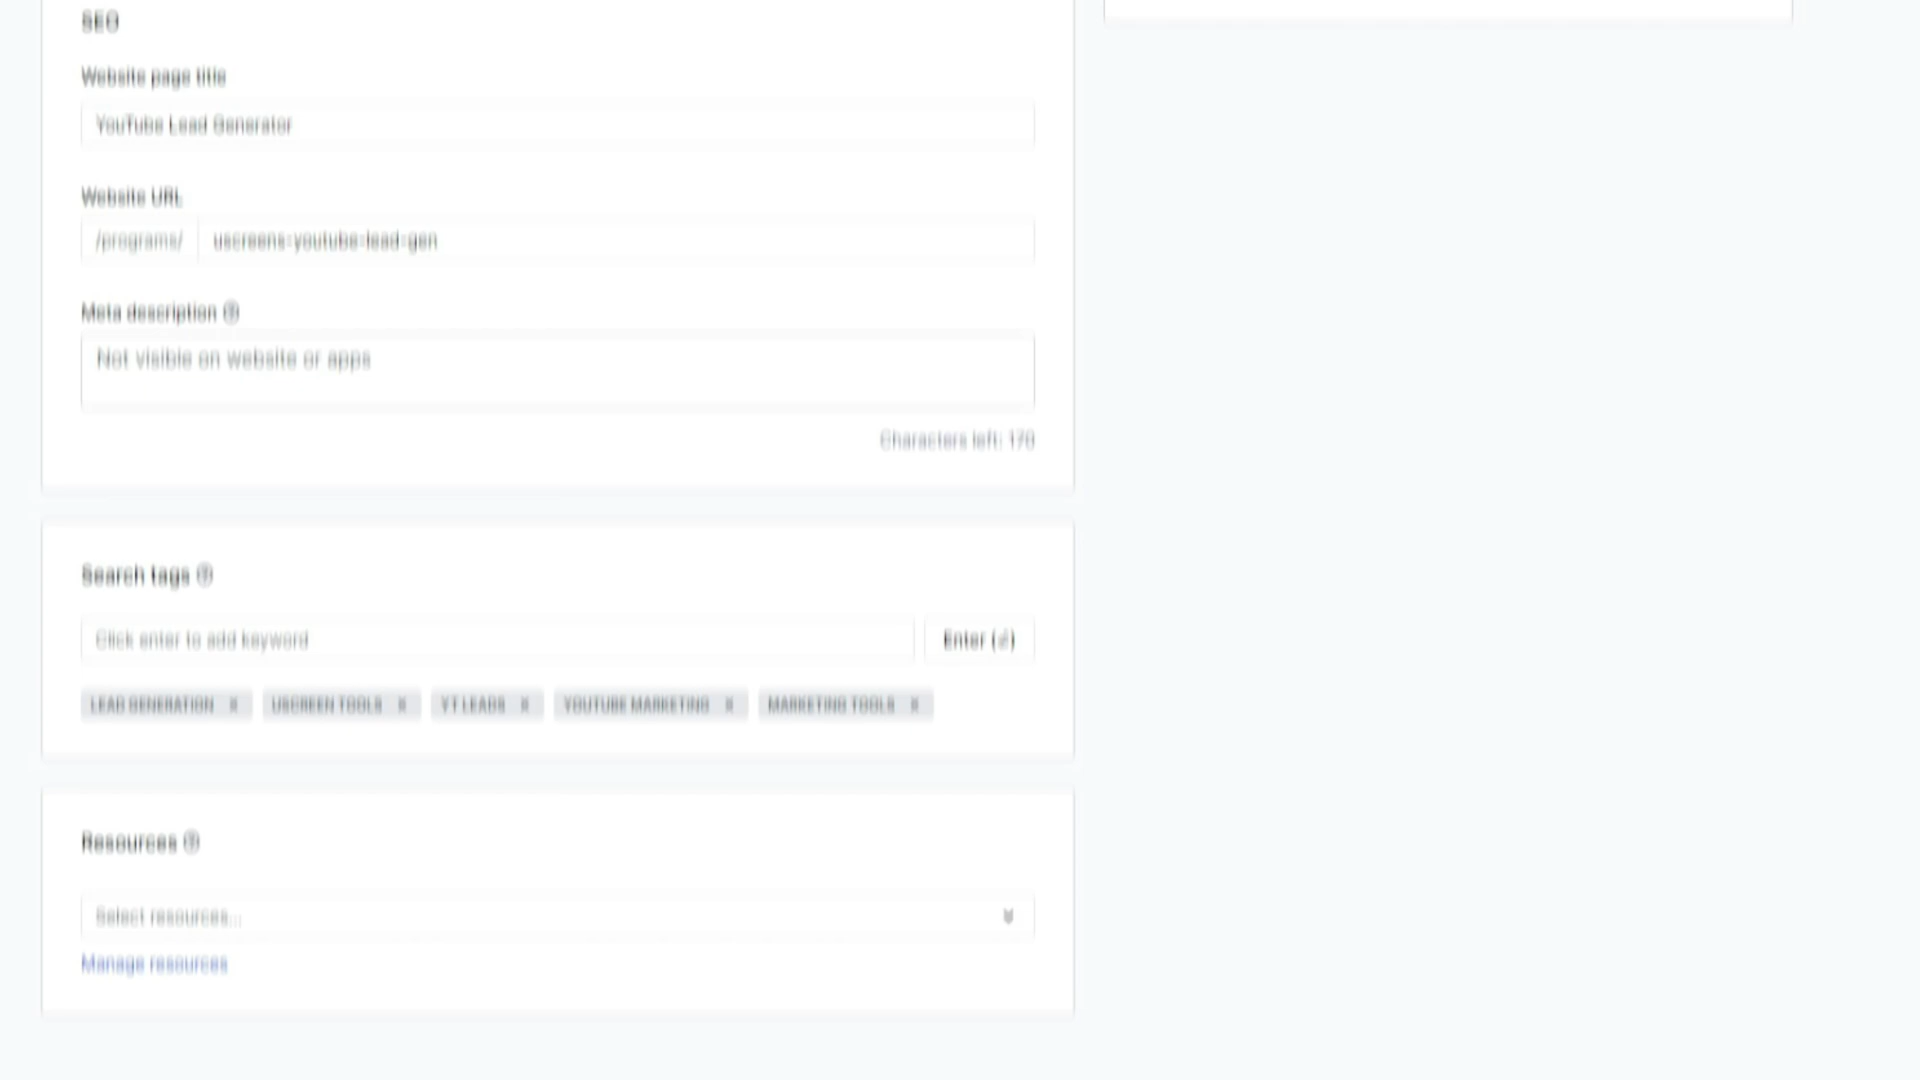 SEO
Website page title
YouTube Lead Generator
Website URL
/programs/ uscreens-youtube-lead-gen
Meta description
Not visible on website or apps
Characters left: 170
Search tags
Click enter to add keyword
Enter (↵)
LEAD GENERATION × USCREEN TOOLS × YT LEADS × YOUTUBE MARKETING × MARKETING TOOLS ×
Resources
Select resources...
Manage resources